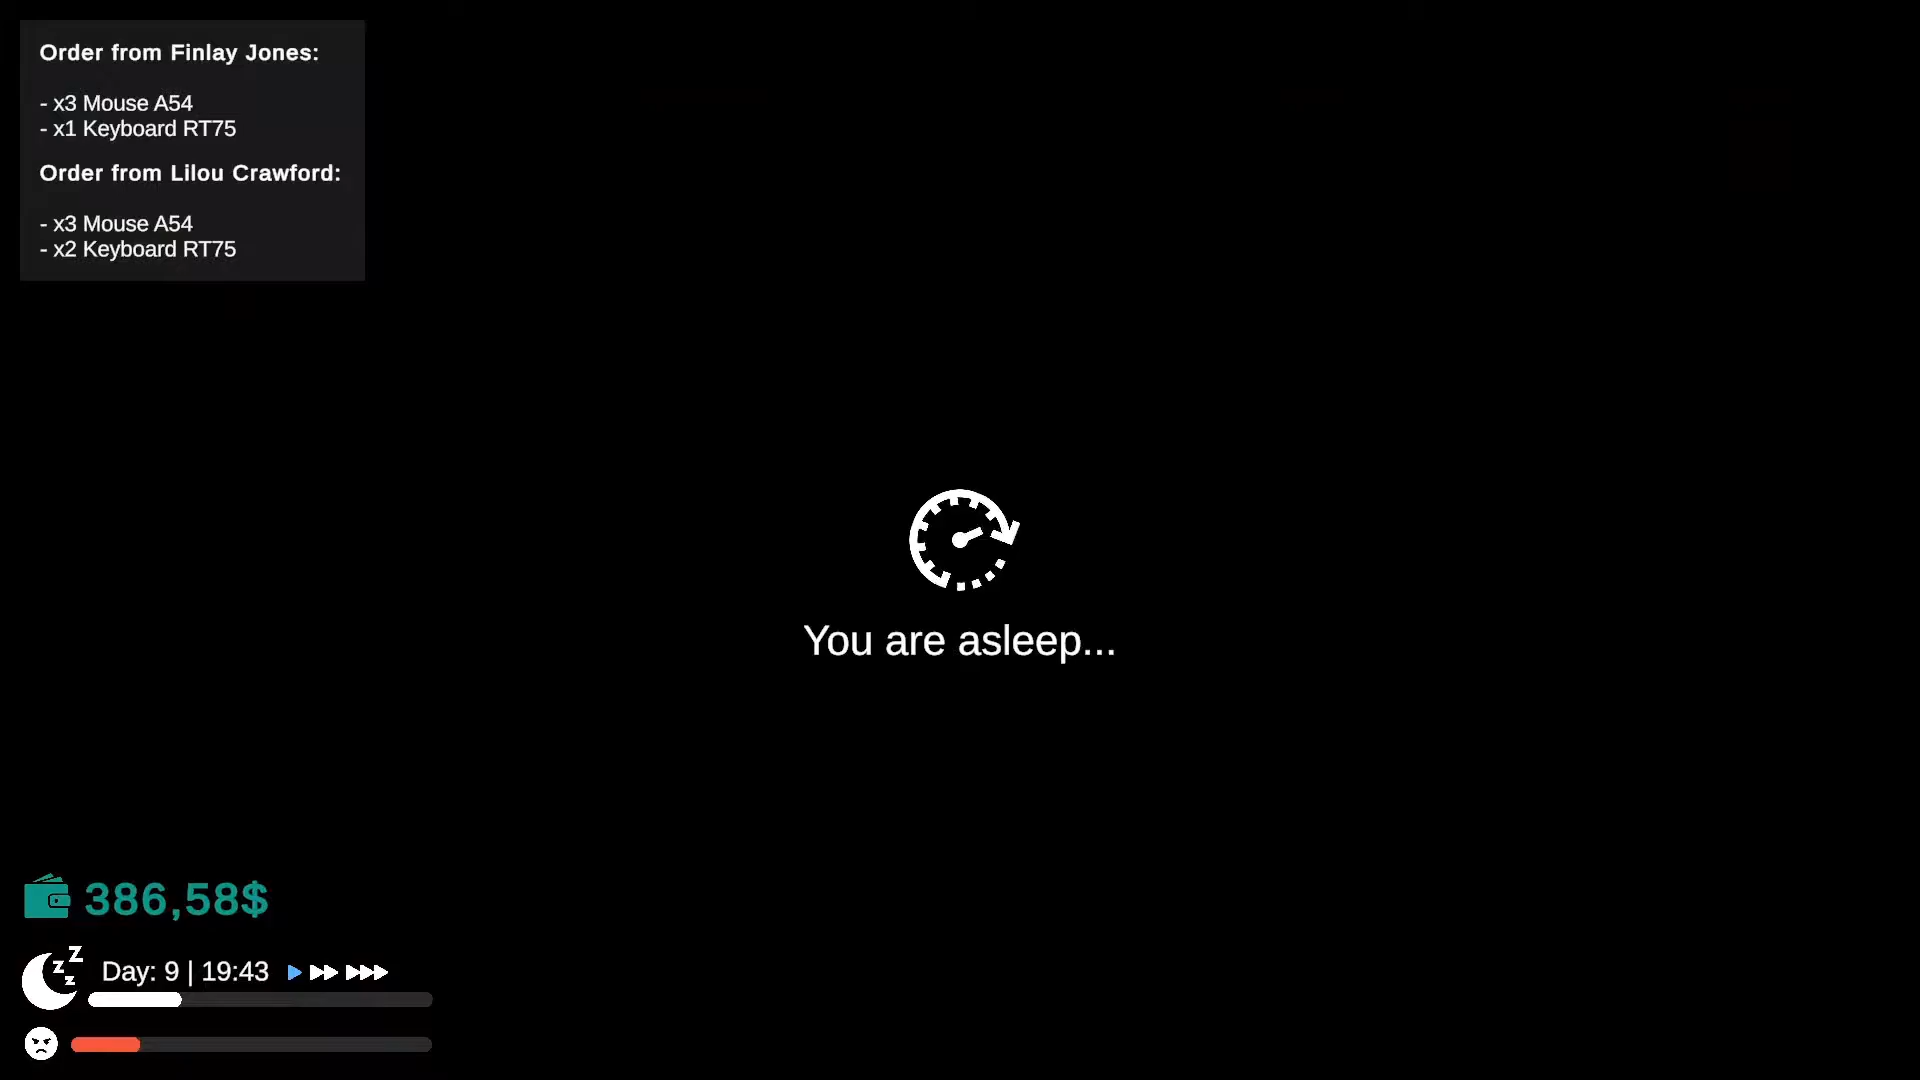 Order from Finlay Jones:
- x3 Mouse A54
- x1 Keyboard RT75
Order from Lilou Crawford:
- x3 Mouse A54
- x2 Keyboard RT75
You are asleep...
386,58$
z z z
Day: 9 | 19:43